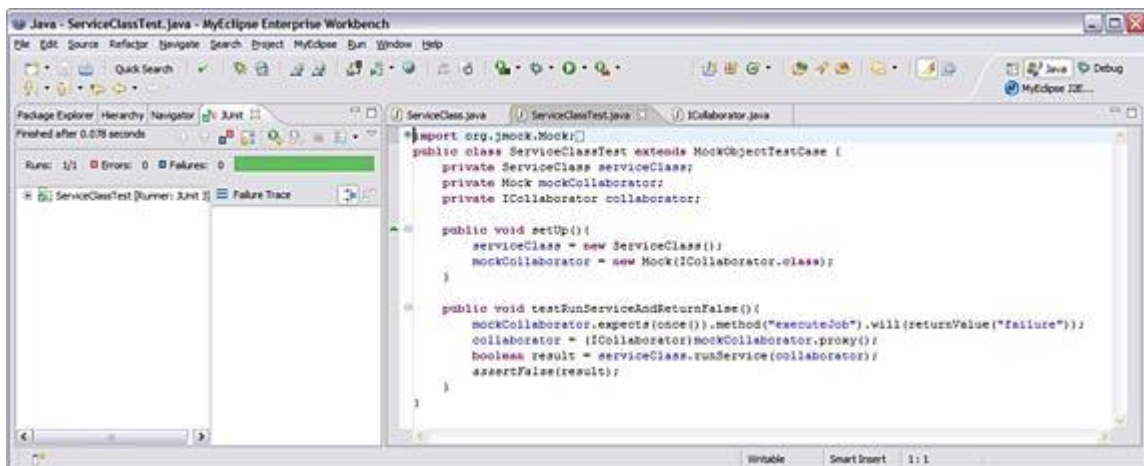 Java - ServiceClassTest.java - MyEclipse Enterprise Workbench
File Edit Source Refactor Navigate Search Project MyEclipse Run Window Help
QuickSearch
Java Debug
MyEclipse J2E...
Package Explorer Hierarchy Navigator JUnit
ServiceClass.java ServiceClassTest.java ICollaborator.java
Finished after 0.078 seconds
Runs: 1/1 Errors: 0 Failures: 0
ServiceClassTest [Runner: JUnit 3] Failure Trace
import org.jmock.Mock;
public class ServiceClassTest extends MockObjectTestCase {
private ServiceClass serviceClass;
private Mock mockCollaborator;
private ICollaborator collaborator;
public void setUp(){
serviceClass = new ServiceClass();
mockCollaborator = new Mock(ICollaborator.class);
}
public void testRunServiceAndReturnFalse(){
mockCollaborator.expects(once()).method("executeJob").will(returnValue("failure"));
collaborator = (ICollaborator)mockCollaborator.proxy();
boolean result = serviceClass.runService(collaborator);
assertFalse(result);
}
}
Writable Smart Insert 1:1